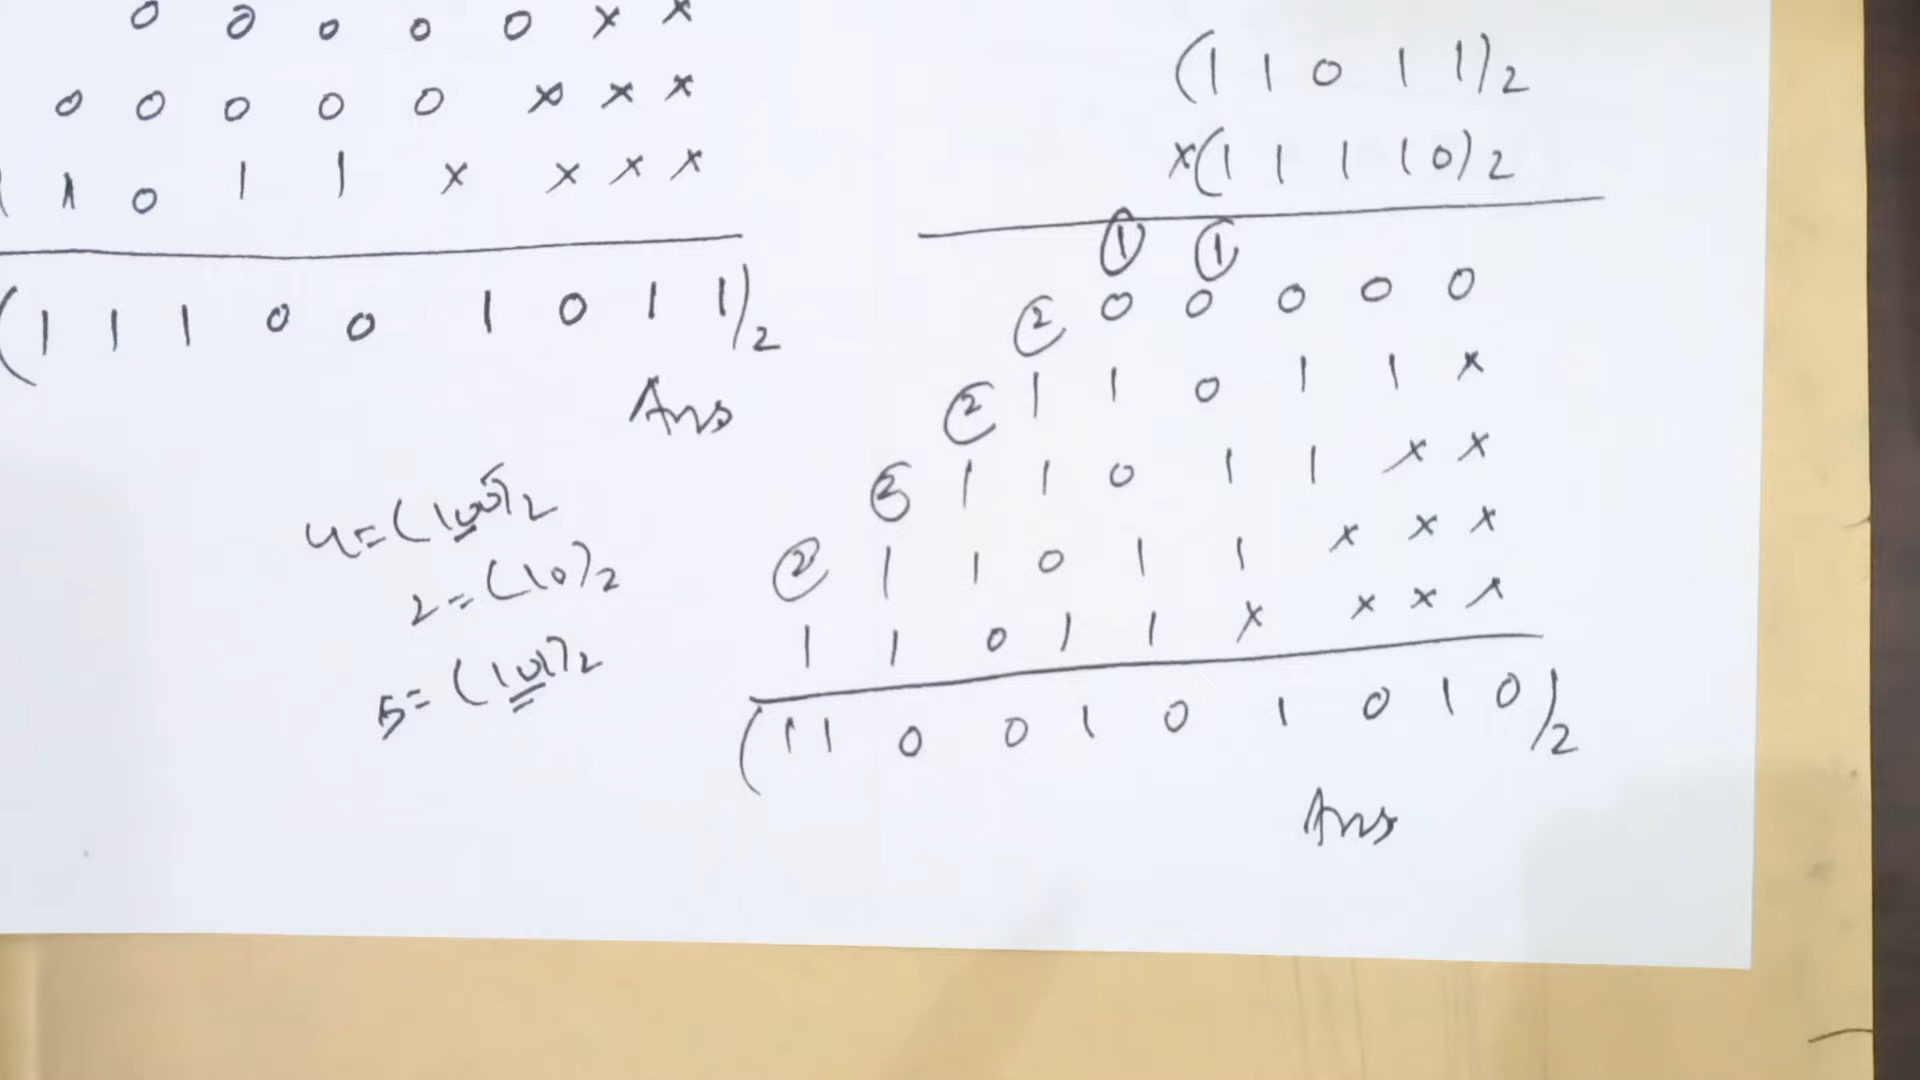 0 0 0 0 0 x x
0 0 0 0 0 x x x
1 0 1 1 x x x x
(1 1 1 0 0 1 0 1 1)2
Ans
4=(100)2
2=(10)2
5=(101)2
(1 1 0 1 1)2
x(1 1 1 1 0)2
1 1
2 0 0 0 0 0
2 1 1 0 1 1 x
2 1 1 0 1 1 x x
2 1 1 0 1 1 x x x
1 1 0 1 1 x x x x
(1 1 0 0 1 0 1 0 1 0)2
Ans